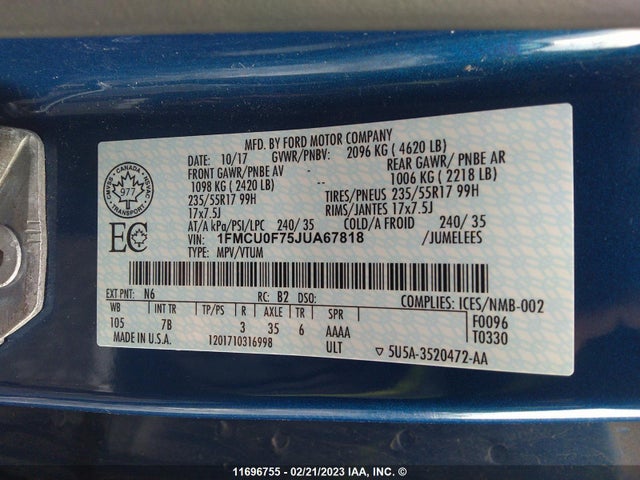 MFD. BY FORD MOTOR COMPANY
DATE: 10/17 GVWR/PNBV: 2096 KG ( 4620 LB)
FRONT GAWR/PNBE AV -- REAR GAWR/ PNBE AR
1098 KG ( 2420 LB) 1006 KG ( 2218 LB)
235/55R17 99H TIRES/PNEUS 235/55R17 99H
17x7.5J -- RIMS/JANTES 17x7.5J
AT/A kPa/PSI/LPC 240/ 35 COLD/A FROID 240/ 35
VIN: 1FMCU0F75JUA67818 /JUMELEES
TYPE: MPV/VTUM
CANADA
977
TRANSPORT
EC
EXT PNT: N6 RC: B2 DSO: COMPLIES: ICES/NMB-002
WB INT TR TP/PS R AXLE TR SPR F0096
105 7B 3 35 6 AAAA T0330
MADE IN U.S.A. 1201710316998 ULT ▽ 5U5A-3520472-AA
11696755 - 02/21/2023 IAA, Inc. ©